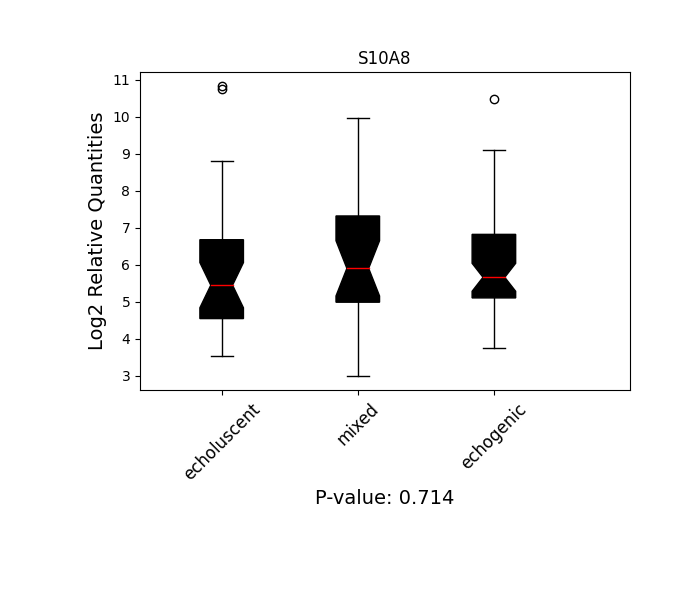 S10A8
Log2 Relative Quantities
11
10
9
8
7
6
5
4
3
echoluscent
mixed
echogenic
P-value: 0.714